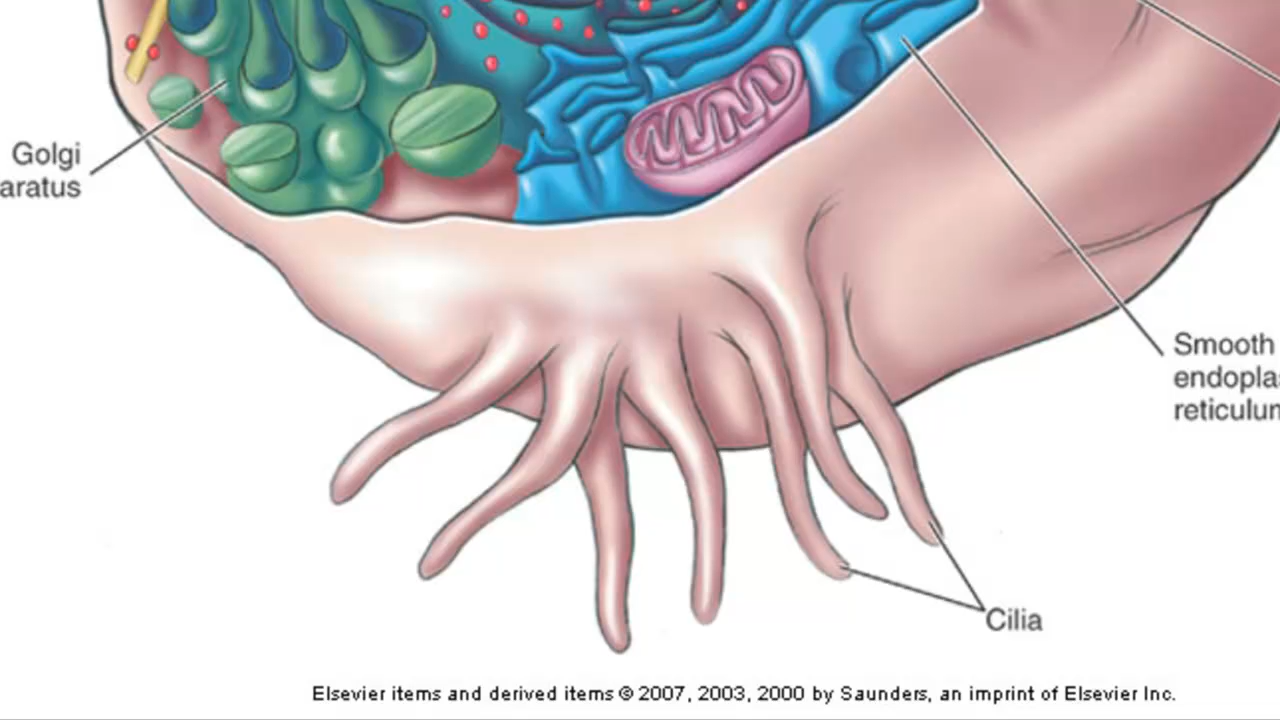 Golgi
aratus
Smooth
endopla
reticulu
Cilia
Elsevier items and derived items © 2007, 2003, 2000 by Saunders, an imprint of Elsevier Inc.